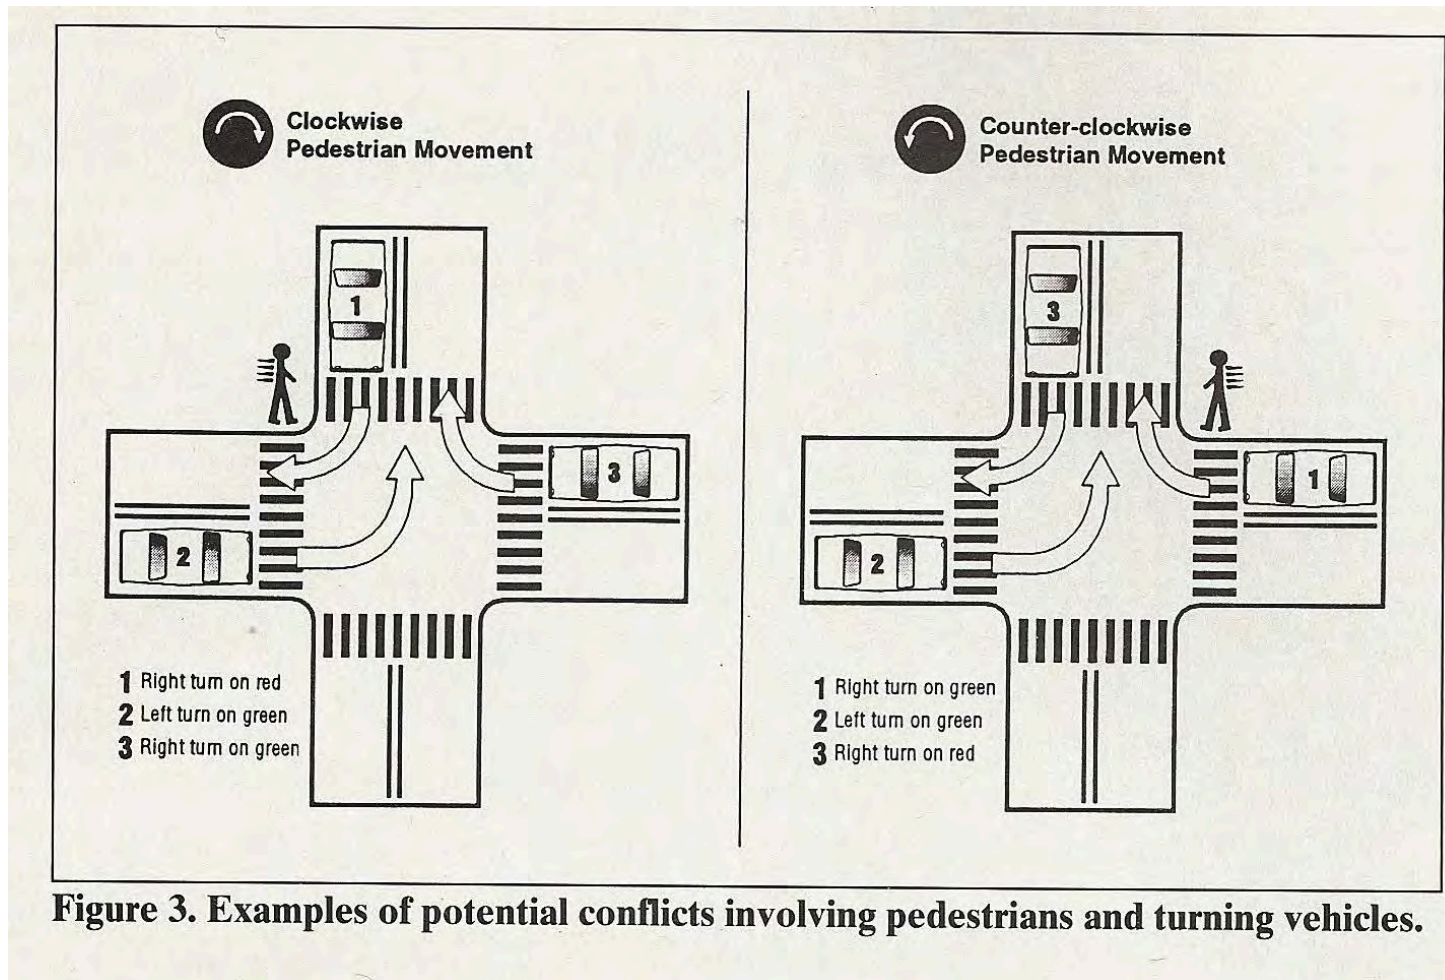 Clockwise
Pedestrian Movement
1
3
2
1 Right turn on red
2 Left turn on green
3 Right turn on green
Counter-clockwise
Pedestrian Movement
3
1
2
1 Right turn on green
2 Left turn on green
3 Right turn on red
Figure 3. Examples of potential conflicts involving pedestrians and turning vehicles.